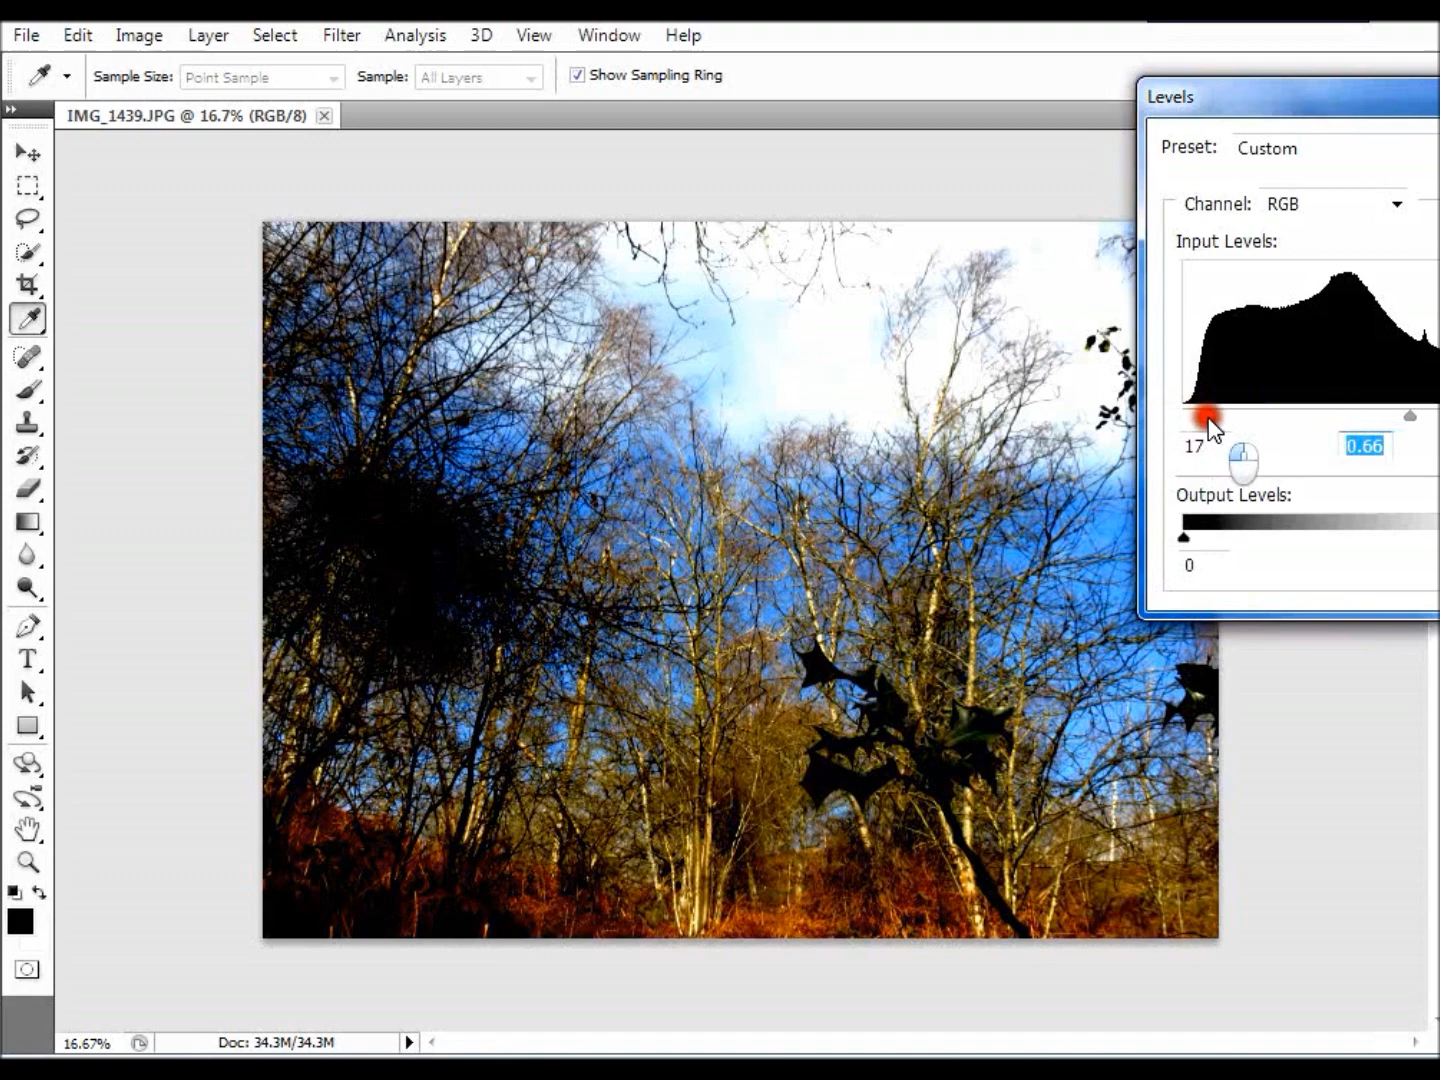 File Edit Image Layer Select Filter Analysis 3D View Window Help
Sample Size: Point Sample Sample: All Layers Show Sampling Ring
IMG_1439.JPG @ 16.7% (RGB/8)
Levels
Preset: Custom
Channel: RGB
Input Levels:
17 0.66
Output Levels:
0
T
16.67% Doc: 34.3M/34.3M